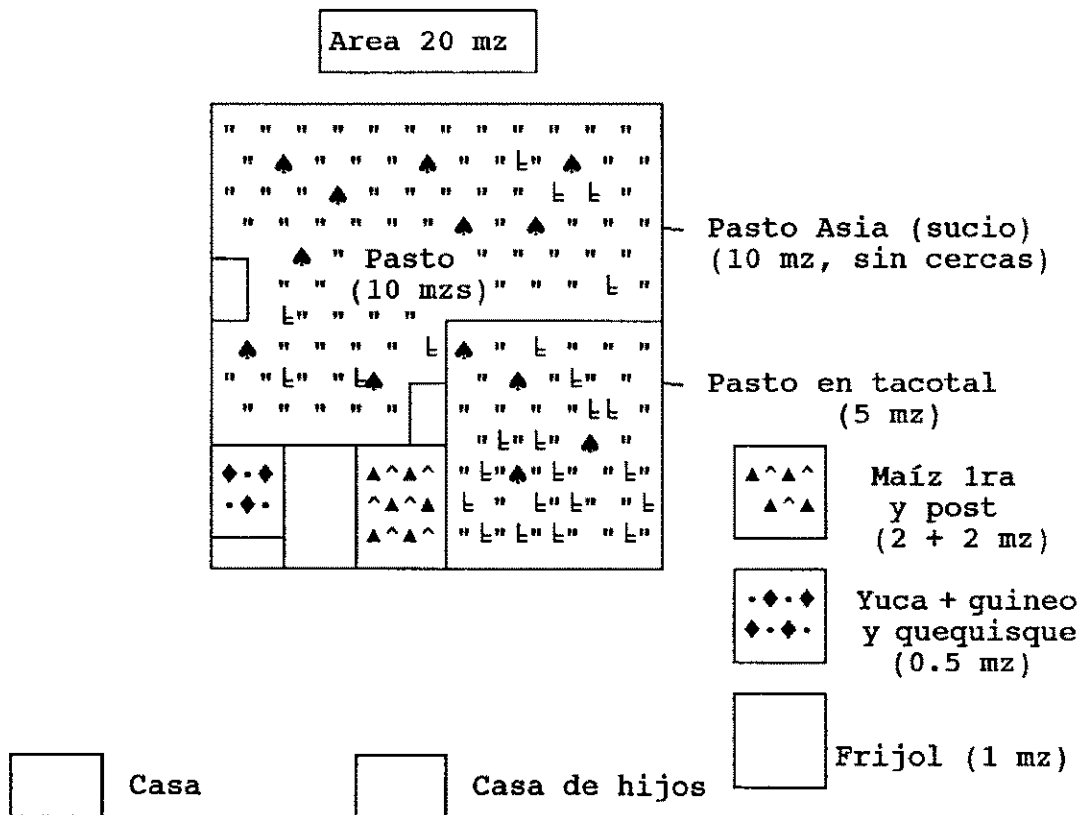 Area 20 mz
Pasto Asia (sucio)
(10 mz, sin cercas)
Pasto
(10 mzs)
Pasto en tacotal
(5 mz)
Maíz 1ra
y post
(2 + 2 mz)
Yuca + guineo
y quequisque
(0.5 mz)
Frijol (1 mz)
Casa
Casa de hijos